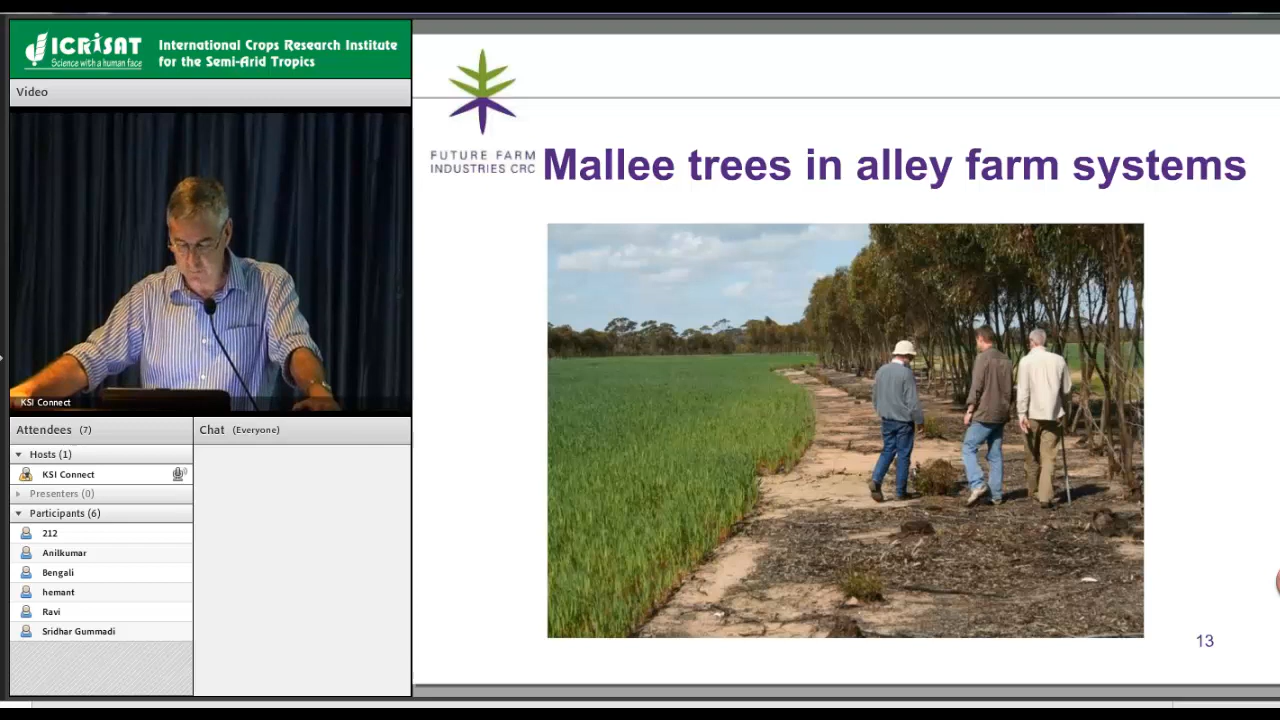 ICRISAT
Science with a human face
International Crops Research Institute
for the Semi-Arid Tropics
Video
KSI Connect
Attendees (7)
Hosts (1)
KSI Connect
Presenters (0)
Participants (6)
212
Anilkumar
Bengali
hemant
Ravi
Sridhar Gummadi
Chat (Everyone)
FUTURE FARM
INDUSTRIES CRC
Mallee trees in alley farm systems
13